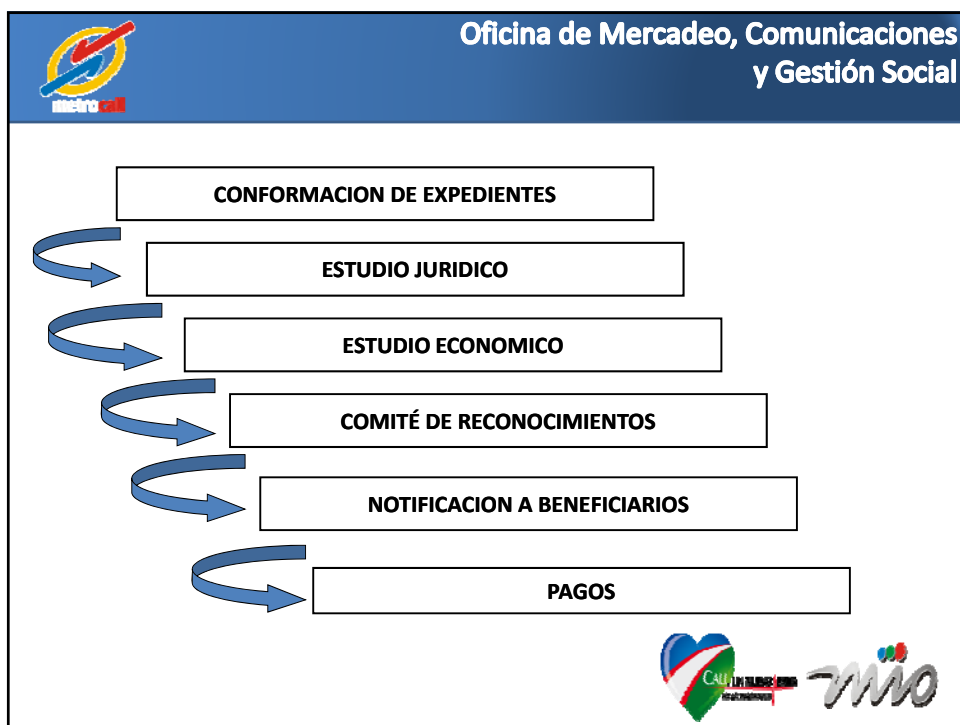 Oficina de Mercadeo, Comunicaciones
y Gestión Social
metrocali
CONFORMACION DE EXPEDIENTES
ESTUDIO JURIDICO
ESTUDIO ECONOMICO
COMITÉ DE RECONOCIMIENTOS
NOTIFICACION A BENEFICIARIOS
PAGOS
CALI
mio